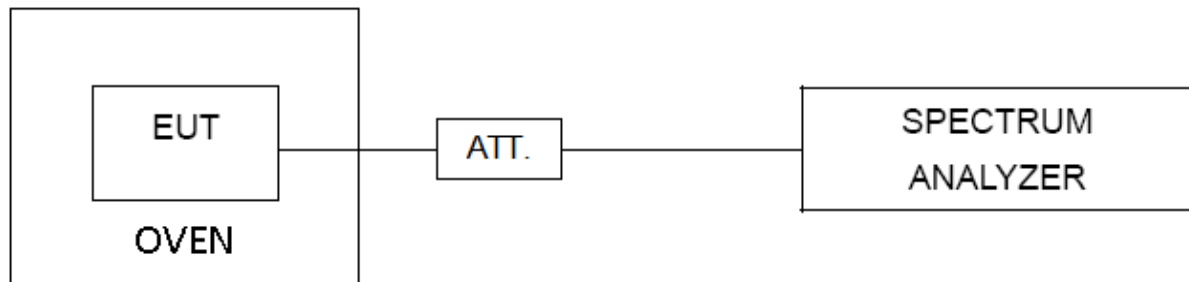 EUT
OVEN
ATT.
SPECTRUM
ANALYZER